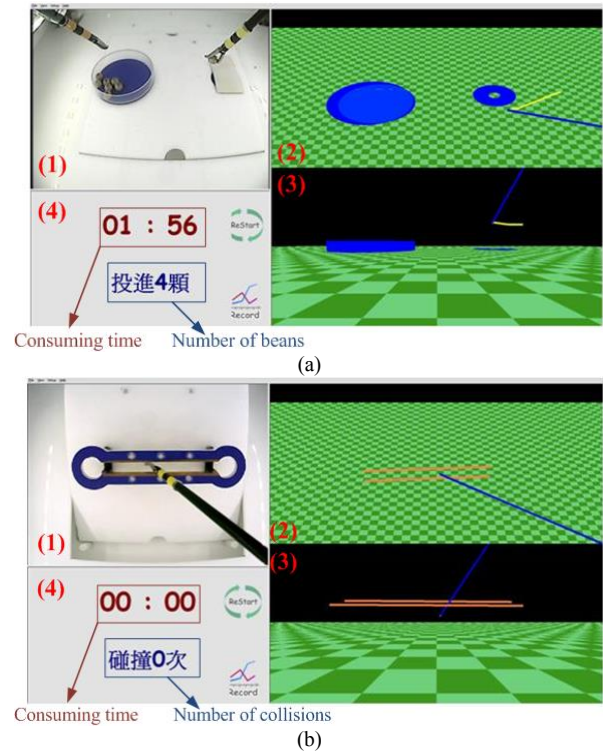 (1)
(2)
(3)
(4)
01 : 56
ReStart
投進4顆
Record
Consuming time
Number of beans
(a)
(1)
(2)
(3)
(4)
00 : 00
ReStart
碰撞0次
Record
Consuming time
Number of collisions
(b)